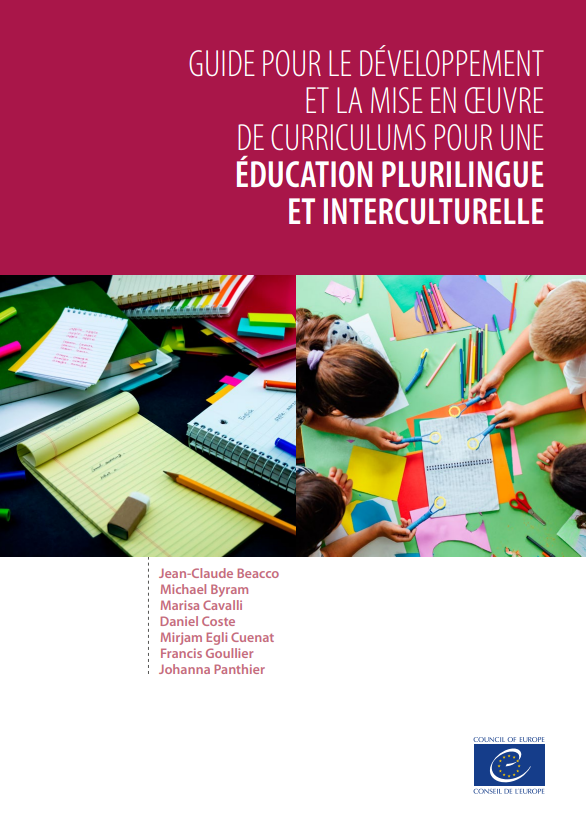 GUIDE POUR LE DÉVELOPPEMENT
ET LA MISE EN ŒUVRE
DE CURRICULUMS POUR UNE
ÉDUCATION PLURILINGUE
ET INTERCULTURELLE
Jean-Claude Beacco
Michael Byram
Marisa Cavalli
Daniel Coste
Mirjam Egli Cuenat
Francis Goullier
Johanna Panthier
COUNCIL OF EUROPE
CONSEIL DE L'EUROPE